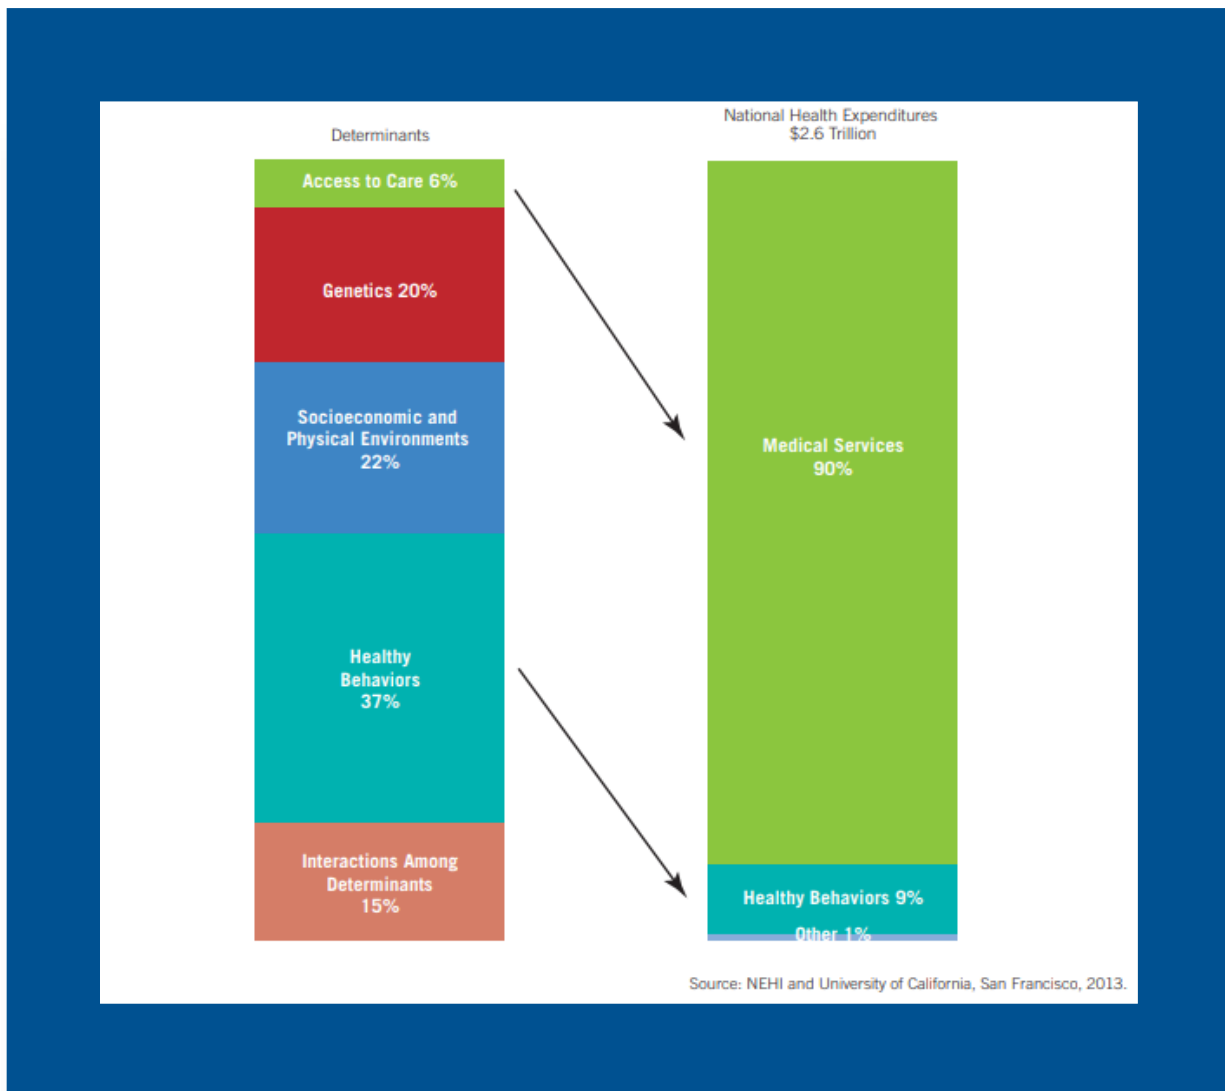 Determinants
Access to Care 6%
Genetics 20%
Socioeconomic and
Physical Environments
22%
Healthy
Behaviors
37%
Interactions Among
Determinants
15%
National Health Expenditures
$2.6 Trillion
Medical Services
90%
Healthy Behaviors 9%
Other 1%
Source: NEHI and University of California, San Francisco, 2013.